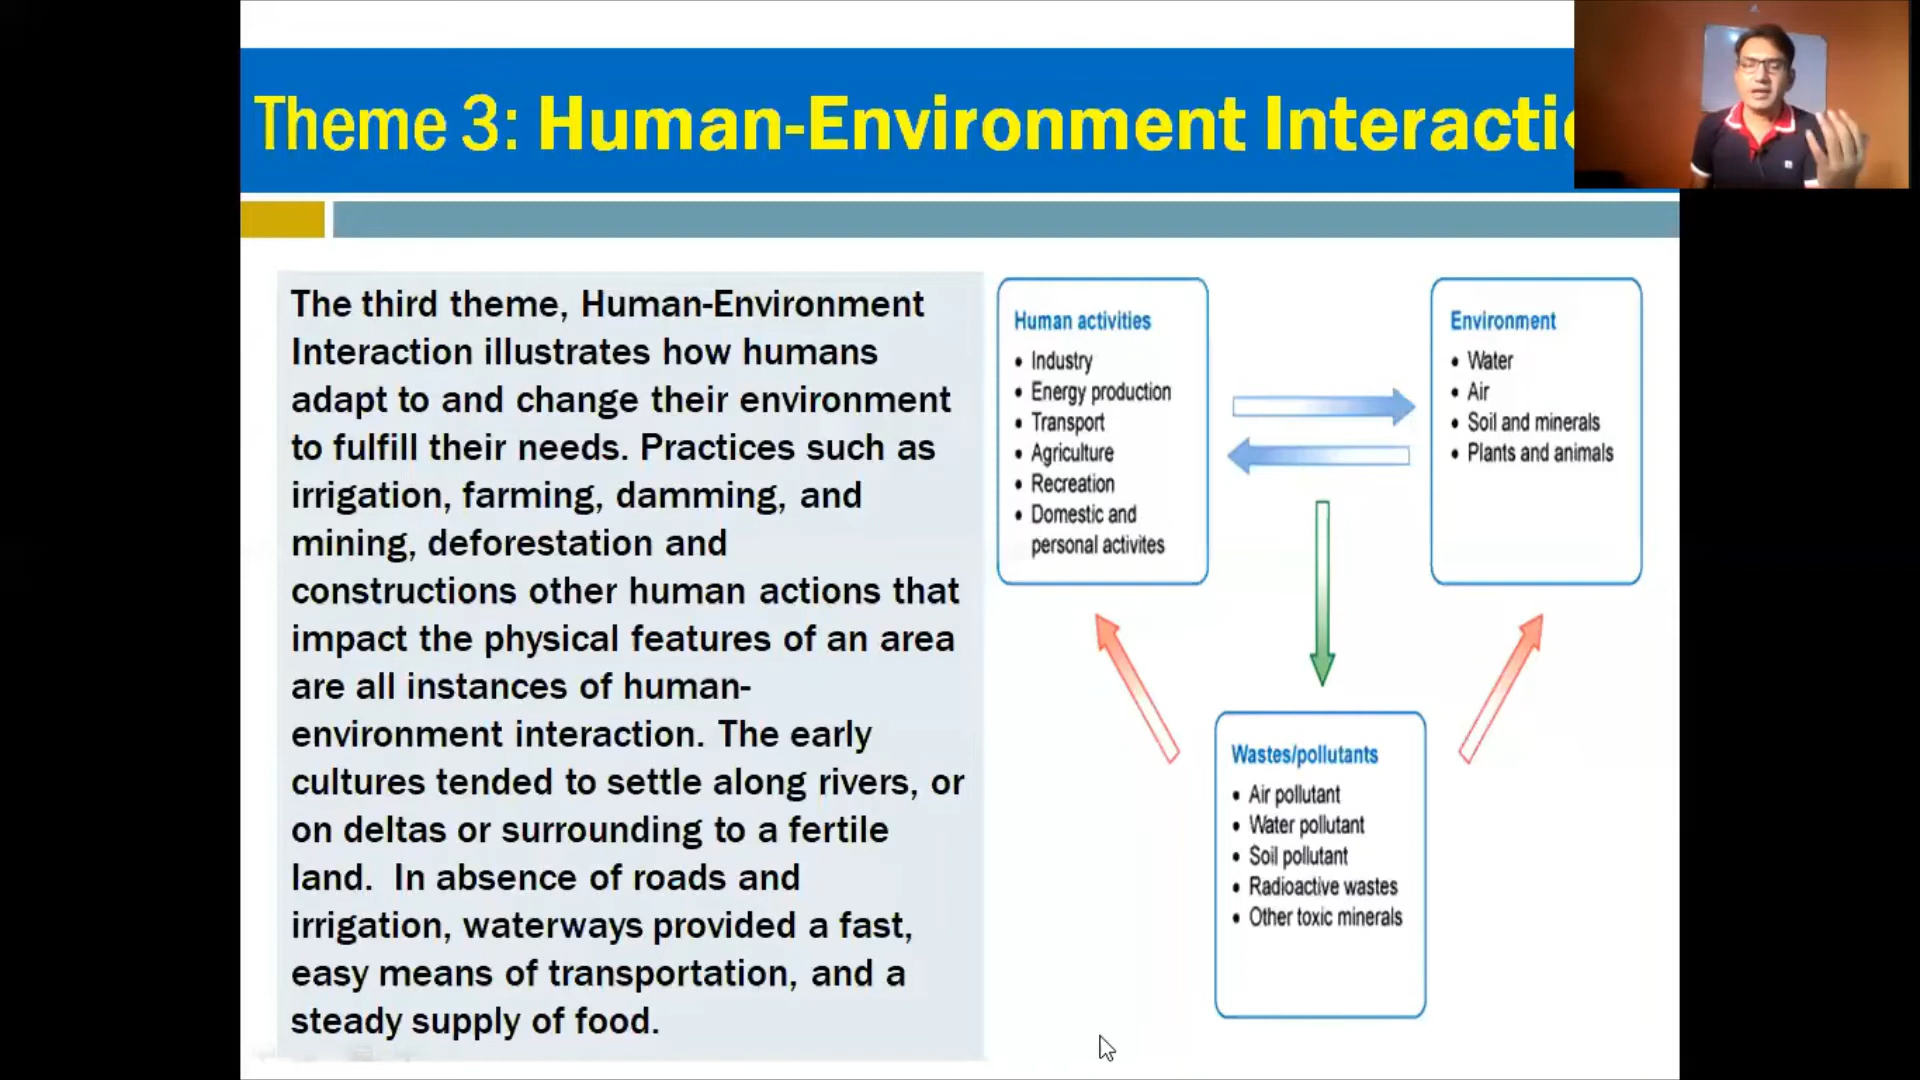 Theme 3: Human-Environment Interacti
The third theme, Human-Environment
Interaction illustrates how humans
adapt to and change their environment
to fulfill their needs. Practices such as
irrigation, farming, damming, and
mining, deforestation and
constructions other human actions that
impact the physical features of an area
are all instances of human-
environment interaction. The early
cultures tended to settle along rivers, or
on deltas or surrounding to a fertile
land. In absence of roads and
irrigation, waterways provided a fast,
easy means of transportation, and a
steady supply of food.
Human activities
• Industry
• Energy production
• Transport
• Agriculture
• Recreation
• Domestic and
personal activites
Environment
• Water
• Air
• Soil and minerals
• Plants and animals
Wastes/pollutants
• Air pollutant
• Water pollutant
• Soil pollutant
• Radioactive wastes
• Other toxic minerals